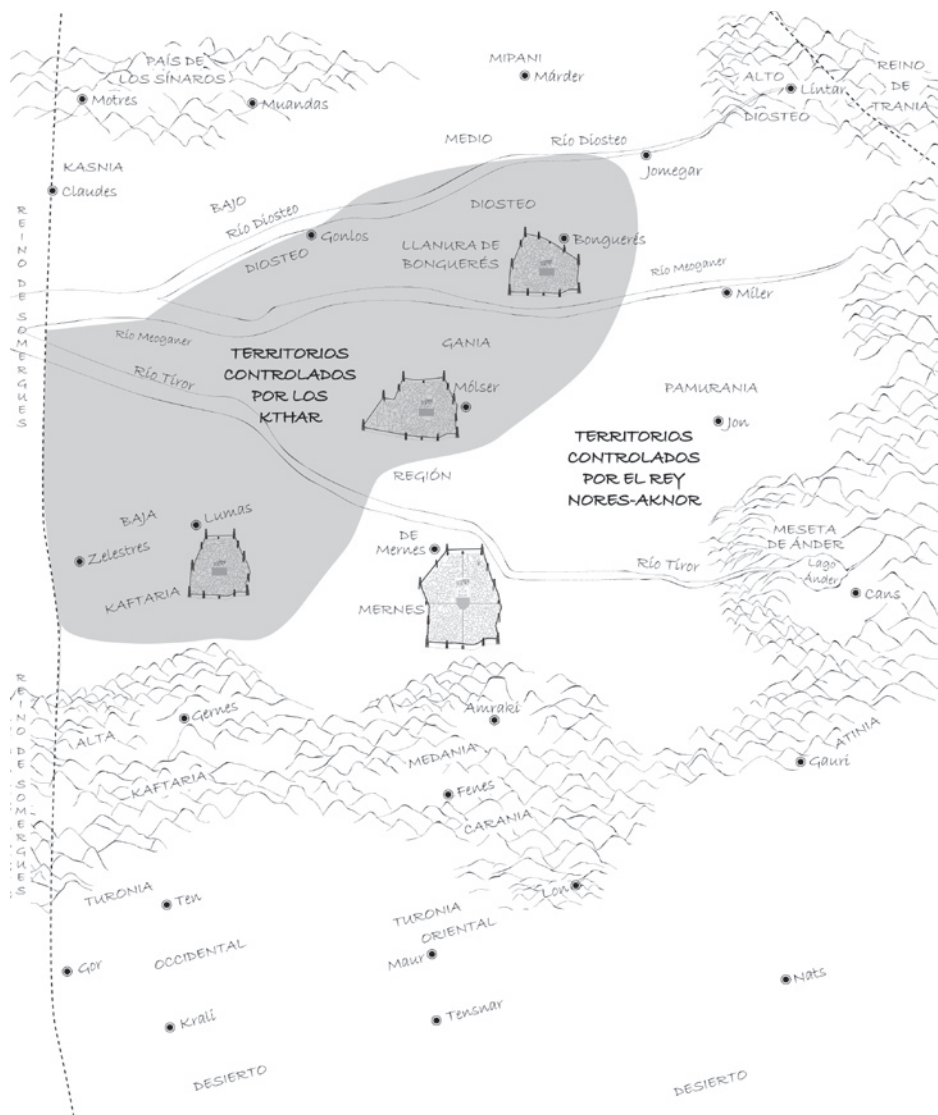 PAÍS DE
LOS SÍNAROS
Motres
Muandas
MIPANI
Márder
ALTO
Lintar
DIOSTEO
REINO
DE
TRANIA
MEDIO
Río Diosteo
Jomegar
KASNIA
Claudes
BAJO
Río Diosteo
DIOSTEO
Gonlos
DIOSTEO
LLANURA DE
BONGUERÉS
Bonguerés
REINO DE SOMERGUES
Río Meoganer
Míler
Río Meoganer
Río Tiror
TERRITORIOS
CONTROLADOS
POR LOS
KTHAR
GANIA
Mólser
PAMURANIA
Jon
TERRITORIOS
CONTROLADOS
POR EL REY
NORES-AKNOR
REGIÓN
DE
Mernes
MERNES
BAJA
Lumas
Zelestres
KAFTARIA
Río Tiror
MESETA
DE ÁNDER
Lago
Ánder
Cans
REINO DE SOMERGUES
Gernes
ALTA
KAFTARIA
Amraki
MEDANIA
Fenes
CARANIA
ATINIA
Gauri
Lon
TURONIA
Ten
OCCIDENTAL
Gor
Krali
TURONIA
ORIENTAL
Maur
Tensnar
Nats
DESIERTO
DESIERTO